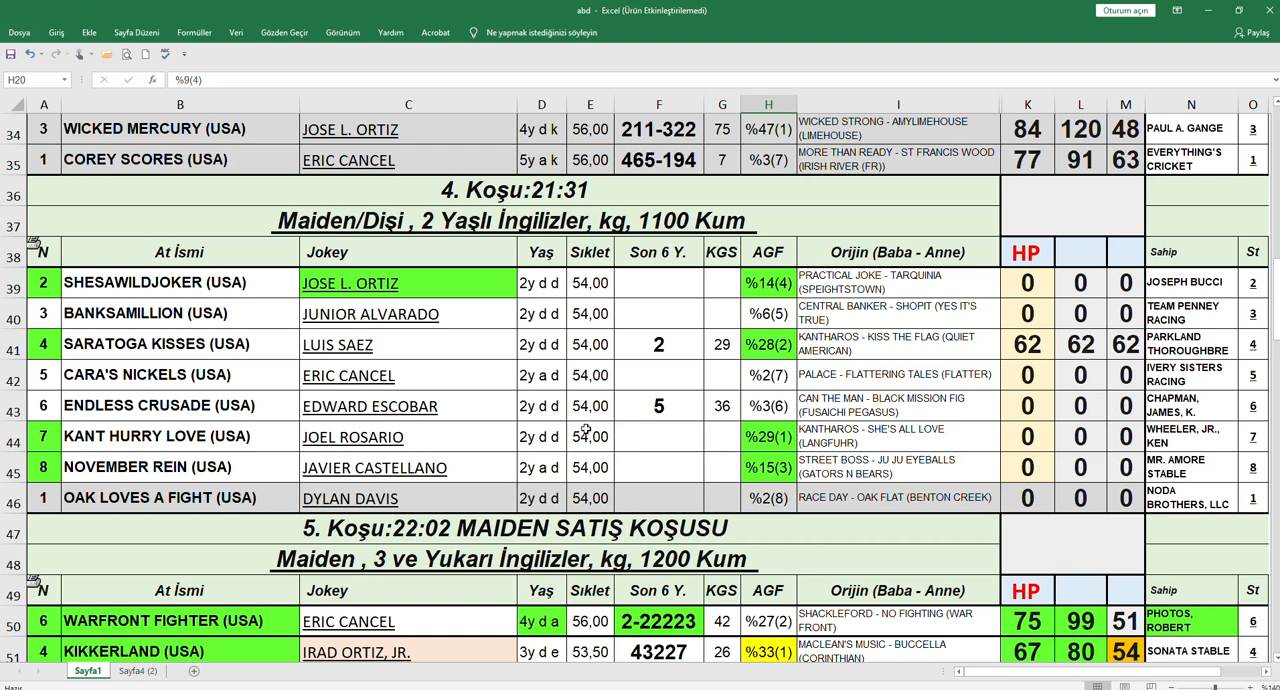 abd - Excel (Ürün Etkinleştirilemedi)
Oturum açın
Dosya Giriş Ekle Sayfa Düzeni Formüller Veri Gözden Geçir Görünüm Yardım Acrobat Ne yapmak istediğinizi söyleyin Paylaş
H20 fx %9(4)
A B C D E F G H I K L M N O
34 3 WICKED MERCURY (USA) JOSE L. ORTIZ 4y d k 56,00 211-322 75 %47(1) WICKED STRONG - AMYLIMEHOUSE (LIMEHOUSE) 84 120 48 PAUL A. GANGE 3
35 1 COREY SCORES (USA) ERIC CANCEL 5y a k 56,00 465-194 7 %3(7) MORE THAN READY - ST FRANCIS WOOD (IRISH RIVER (FR)) 77 91 63 EVERYTHING'S CRICKET 1
36 4. Koşu:21:31
37 Maiden/Dişi , 2 Yaşlı İngilizler, kg, 1100 Kum
38 N At İsmi Jokey Yaş Sıklet Son 6 Y. KGS AGF Orijin (Baba - Anne) HP Sahip St
39 2 SHESAWILDJOKER (USA) JOSE L. ORTIZ 2y d d 54,00 %14(4) PRACTICAL JOKE - TARQUINIA (SPEIGHTSTOWN) 0 0 0 JOSEPH BUCCI 2
40 3 BANKSAMILLION (USA) JUNIOR ALVARADO 2y d d 54,00 %6(5) CENTRAL BANKER - SHOPIT (YES IT'S TRUE) 0 0 0 TEAM PENNEY RACING 3
41 4 SARATOGA KISSES (USA) LUIS SAEZ 2y d d 54,00 2 29 %28(2) KANTHAROS - KISS THE FLAG (QUIET AMERICAN) 62 62 62 PARKLAND THOROUGHBRE 4
42 5 CARA'S NICKELS (USA) ERIC CANCEL 2y a d 54,00 %2(7) PALACE - FLATTERING TALES (FLATTER) 0 0 0 IVERY SISTERS RACING 5
43 6 ENDLESS CRUSADE (USA) EDWARD ESCOBAR 2y d d 54,00 5 36 %3(6) CAN THE MAN - BLACK MISSION FIG (FUSAICHI PEGASUS) 0 0 0 CHAPMAN, JAMES, K. 6
44 7 KANT HURRY LOVE (USA) JOEL ROSARIO 2y d d 54,00 %29(1) KANTHAROS - SHE'S ALL LOVE (LANGFUHR) 0 0 0 WHEELER, JR., KEN 7
45 8 NOVEMBER REIN (USA) JAVIER CASTELLANO 2y a d 54,00 %15(3) STREET BOSS - JU JU EYEBALLS (GATORS N BEARS) 0 0 0 MR. AMORE STABLE 8
46 1 OAK LOVES A FIGHT (USA) DYLAN DAVIS 2y d d 54,00 %2(8) RACE DAY - OAK FLAT (BENTON CREEK) 0 0 0 NODA BROTHERS, LLC 1
47 5. Koşu:22:02 MAIDEN SATIŞ KOŞUSU
48 Maiden , 3 ve Yukarı İngilizler, kg, 1200 Kum
49 N At İsmi Jokey Yaş Sıklet Son 6 Y. KGS AGF Orijin (Baba - Anne) HP Sahip St
50 6 WARFRONT FIGHTER (USA) ERIC CANCEL 4y d a 56,00 2-22223 42 %27(2) SHACKLEFORD - NO FIGHTING (WAR FRONT) 75 99 51 PHOTOS, ROBERT 6
51 4 KIKKERLAND (USA) IRAD ORTIZ, JR. 3y d e 53,50 43227 26 %33(1) MACLEAN'S MUSIC - BUCCELLA (CORINTHIAN) 67 80 54 SONATA STABLE 4
Sayfa1 Sayfa4 (2)
Hazır %140